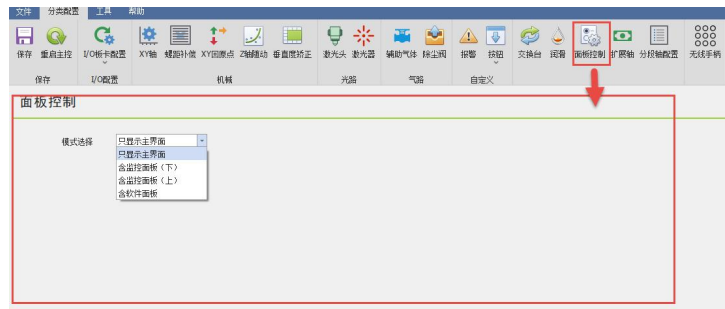 文件 分类配置 工具 帮助
保存 重启主控 I/O板卡配置 XY轴 螺距补偿 XY回原点 Z轴随动 垂直度矫正 激光头 激光器 辅助气体 除尘阀 报警 按钮 交换台 润滑 面板控制 扩展轴 分段轴配置 无线手柄
保存 I/O配置 机械 光路 气路 自定义
面板控制
模式选择 只显示主界面
只显示主界面
含监控面板（下）
含监控面板（上）
含软件面板